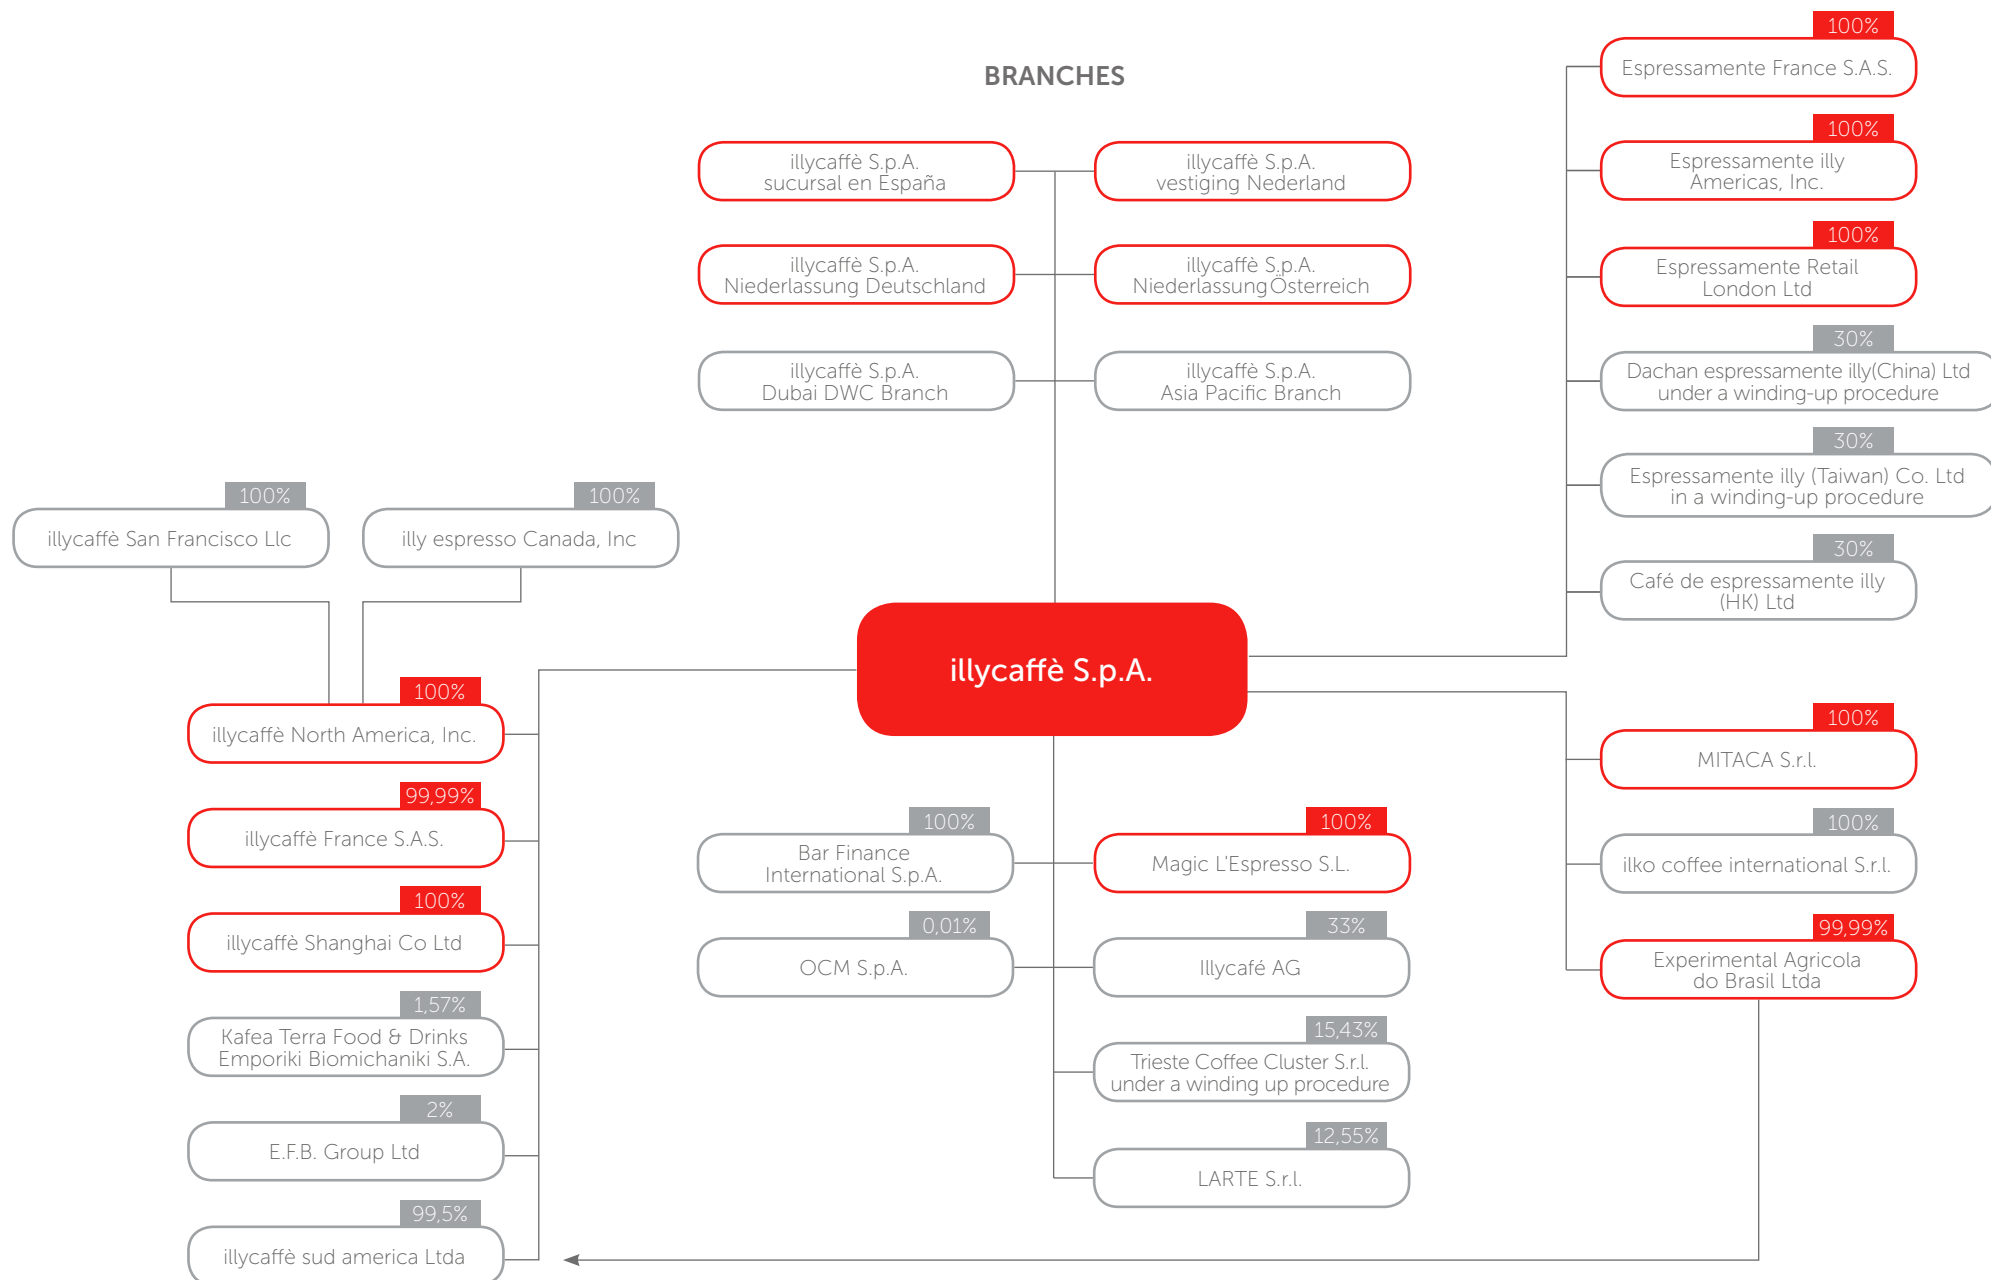 BRANCHES
illycaffè S.p.A.
sucursal en España
illycaffè S.p.A.
vestiging Nederland
illycaffè S.p.A.
Niederlassung Deutschland
illycaffè S.p.A.
Niederlassung Österreich
illycaffè S.p.A.
Dubai DWC Branch
illycaffè S.p.A.
Asia Pacific Branch
100%
Espressamente France S.A.S.
100%
Espressamente illy
Americas, Inc.
100%
Espressamente Retail
London Ltd
30%
Dachan espressamente illy(China) Ltd
under a winding-up procedure
30%
Espressamente illy (Taiwan) Co. Ltd
in a winding-up procedure
30%
Café de espressamente illy
(HK) Ltd
100%
illycaffè San Francisco Llc
100%
illy espresso Canada, Inc
illycaffè S.p.A.
100%
illycaffè North America, Inc.
99,99%
illycaffè France S.A.S.
100%
illycaffè Shanghai Co Ltd
1,57%
Kafea Terra Food & Drinks
Emporiki Biomichaniki S.A.
2%
E.F.B. Group Ltd
99,5%
illycaffè sud america Ltda
100%
Bar Finance
International S.p.A.
100%
Magic L'Espresso S.L.
0,01%
OCM S.p.A.
33%
Illycafé AG
15,43%
Trieste Coffee Cluster S.r.l.
under a winding up procedure
12,55%
LARTE S.r.l.
100%
MITACA S.r.l.
100%
ilko coffee international S.r.l.
99,99%
Experimental Agricola
do Brasil Ltda